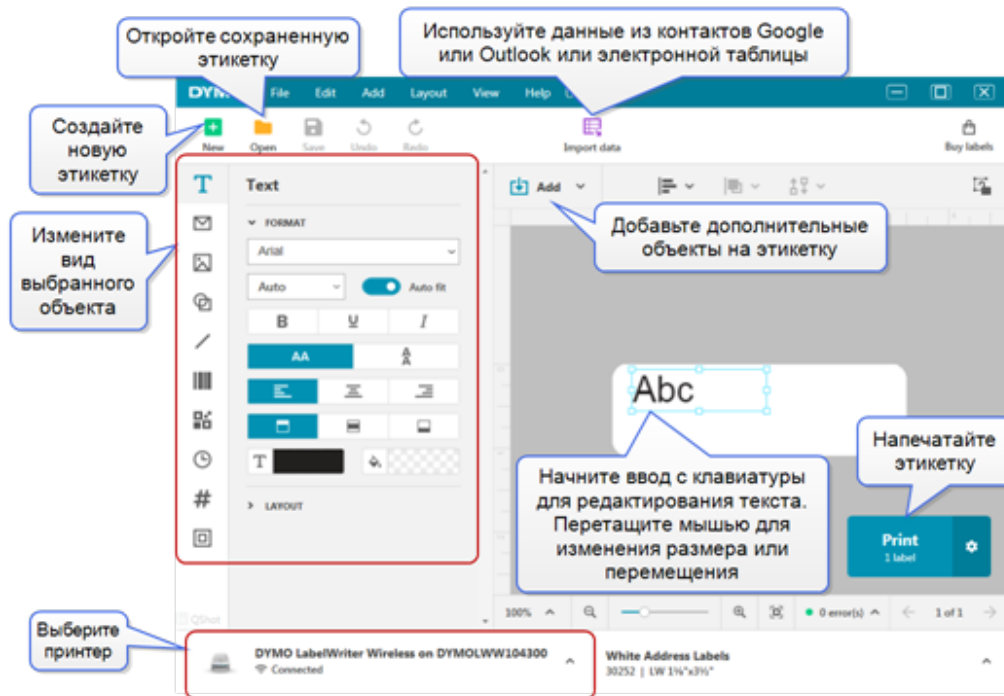 Откройте сохраненную
этикетку
Используйте данные из контактов Google
или Outlook или электронной таблицы
Создайте
новую
этикетку
File Edit Add Layout View Help
New Open Save Undo Redo
Import data
Buy labels
Измените
вид
выбранного
объекта
Text
FORMAT
Arial
Auto
Auto fit
B U I
AA
A
A
T
#
LAYOUT
Add
Добавьте дополнительные
объекты на этикетку
Abc
Начните ввод с клавиатуры
для редактирования текста.
Перетащите мышью для
изменения размера или
перемещения
Напечатайте
этикетку
Print
1 label
100%
0 error(s)
1 of 1
QShot
Выберите
принтер
DYMO LabelWriter Wireless on DYMOLWW104300
Connected
White Address Labels
30252 | LW 1⅛"x3½"